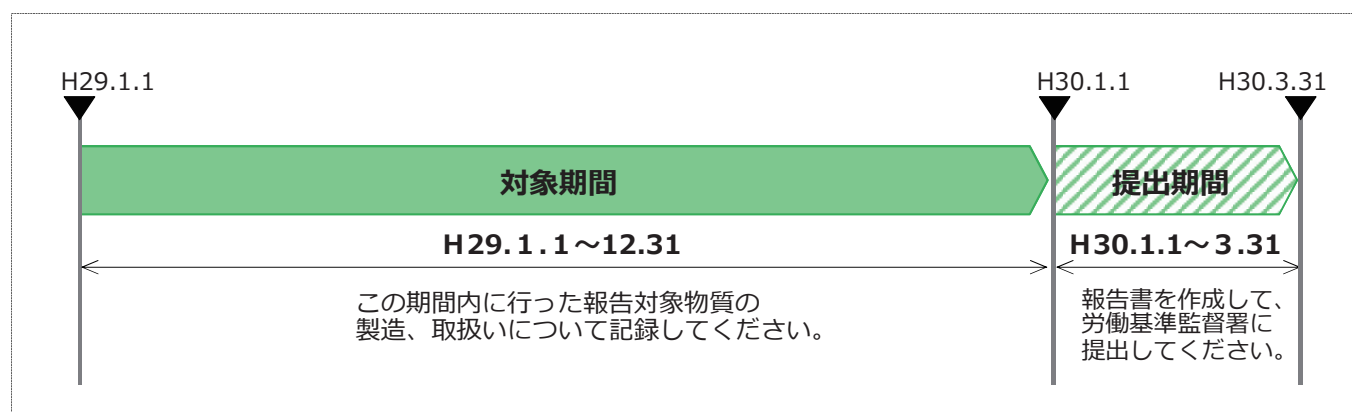 H29.1.1
H30.1.1
H30.3.31
対象期間
提出期間
H29.１.１～12.31
H30.1.1～３.31
この期間内に行った報告対象物質の
製造、取扱いについて記録してください。
報告書を作成して、
労働基準監督署に
提出してください。